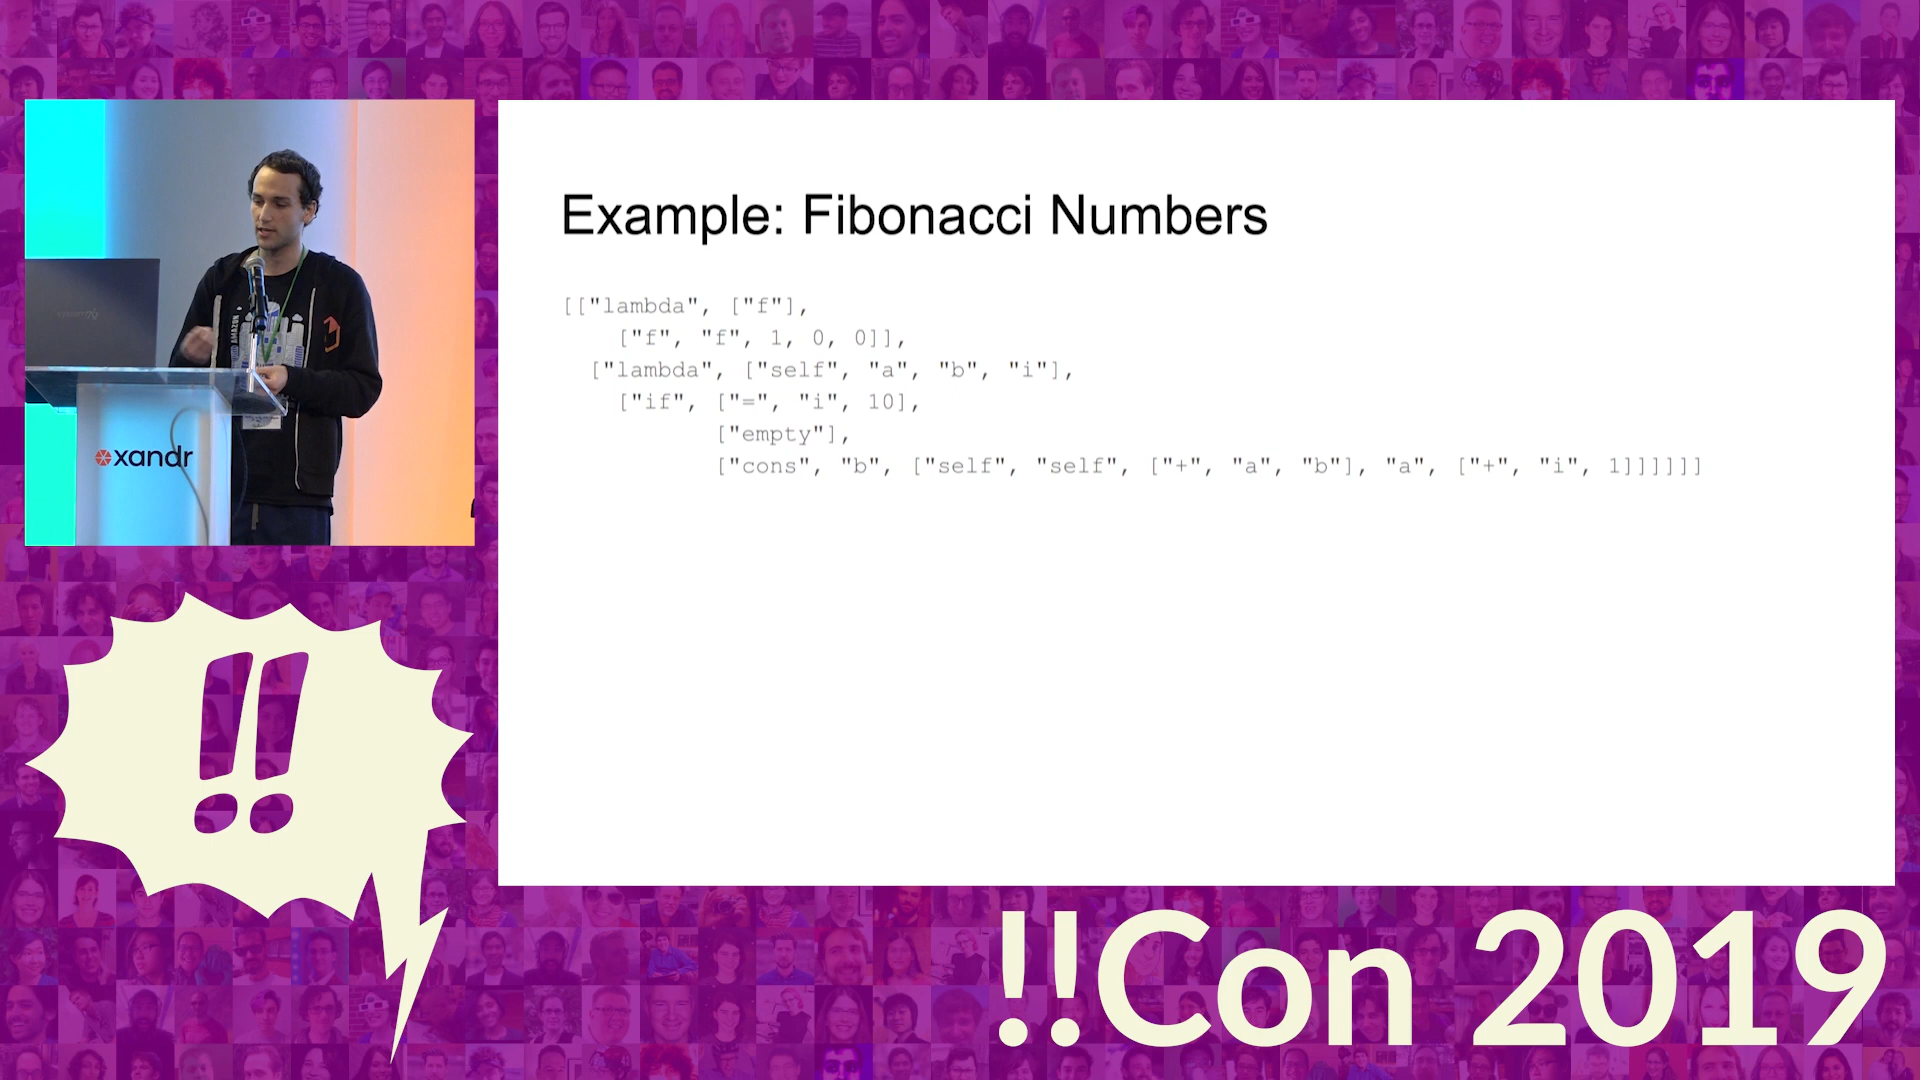 Example: Fibonacci Numbers
[["lambda", ["f"],
["f", "f", 1, 0, 0]],
["lambda", ["self", "a", "b", "i"],
["if", ["=", "i", 10],
["empty"],
["cons", "b", ["self", "self", ["+", "a", "b"], "a", ["+", "i", 1]]]]]]
AMAZON
xandr
!!
!!Con 2019